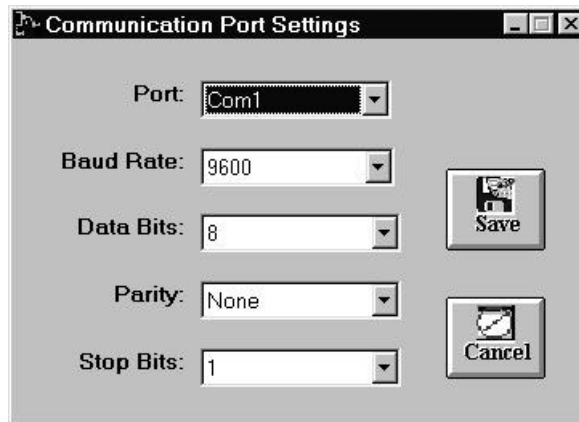 Communication Port Settings
Port: Com1
Baud Rate: 9600
Data Bits: 8
Save
Parity: None
Cancel
Stop Bits: 1